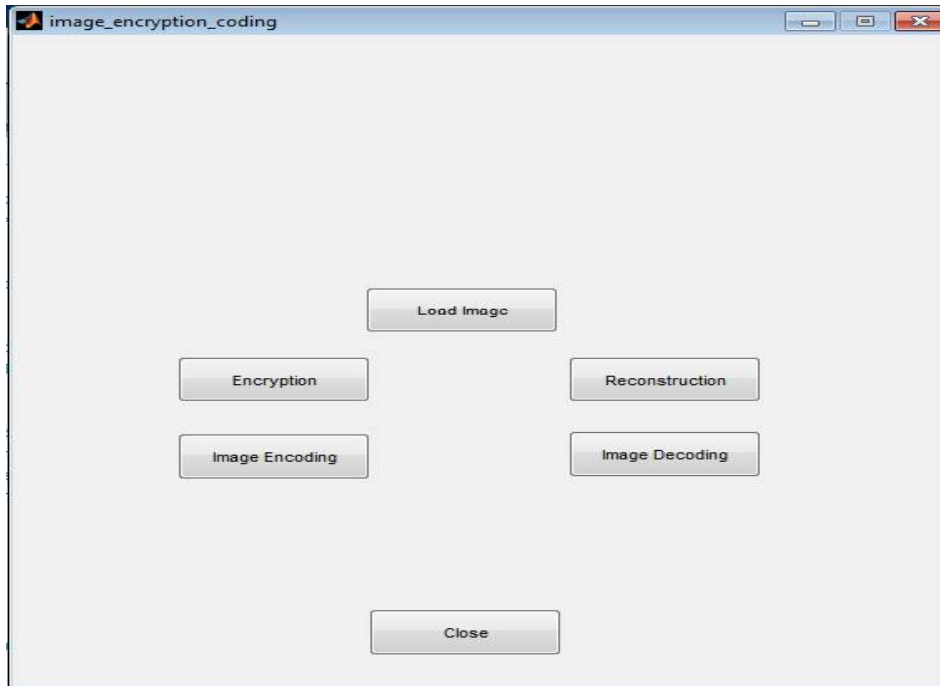 image_encryption_coding
Load Image
Encryption
Reconstruction
Image Encoding
Image Decoding
Close